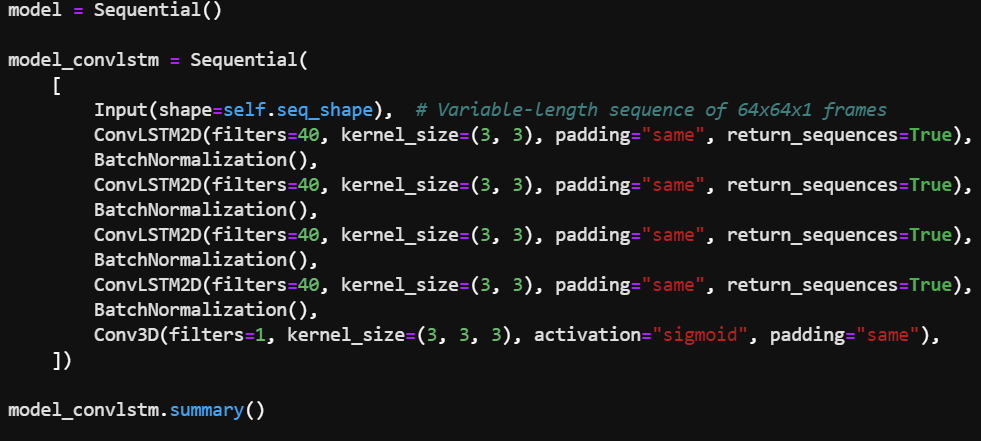 model = Sequential()
model_convlstm = Sequential(
    [
        Input(shape=self.seq_shape),  # Variable-length sequence of 64x64x1 frames
        ConvLSTM2D(filters=40, kernel_size=(3, 3), padding="same", return_sequences=True),
        BatchNormalization(),
        ConvLSTM2D(filters=40, kernel_size=(3, 3), padding="same", return_sequences=True),
        BatchNormalization(),
        ConvLSTM2D(filters=40, kernel_size=(3, 3), padding="same", return_sequences=True),
        BatchNormalization(),
        ConvLSTM2D(filters=40, kernel_size=(3, 3), padding="same", return_sequences=True),
        BatchNormalization(),
        Conv3D(filters=1, kernel_size=(3, 3, 3), activation="sigmoid", padding="same"),
    ])
model_convlstm.summary()